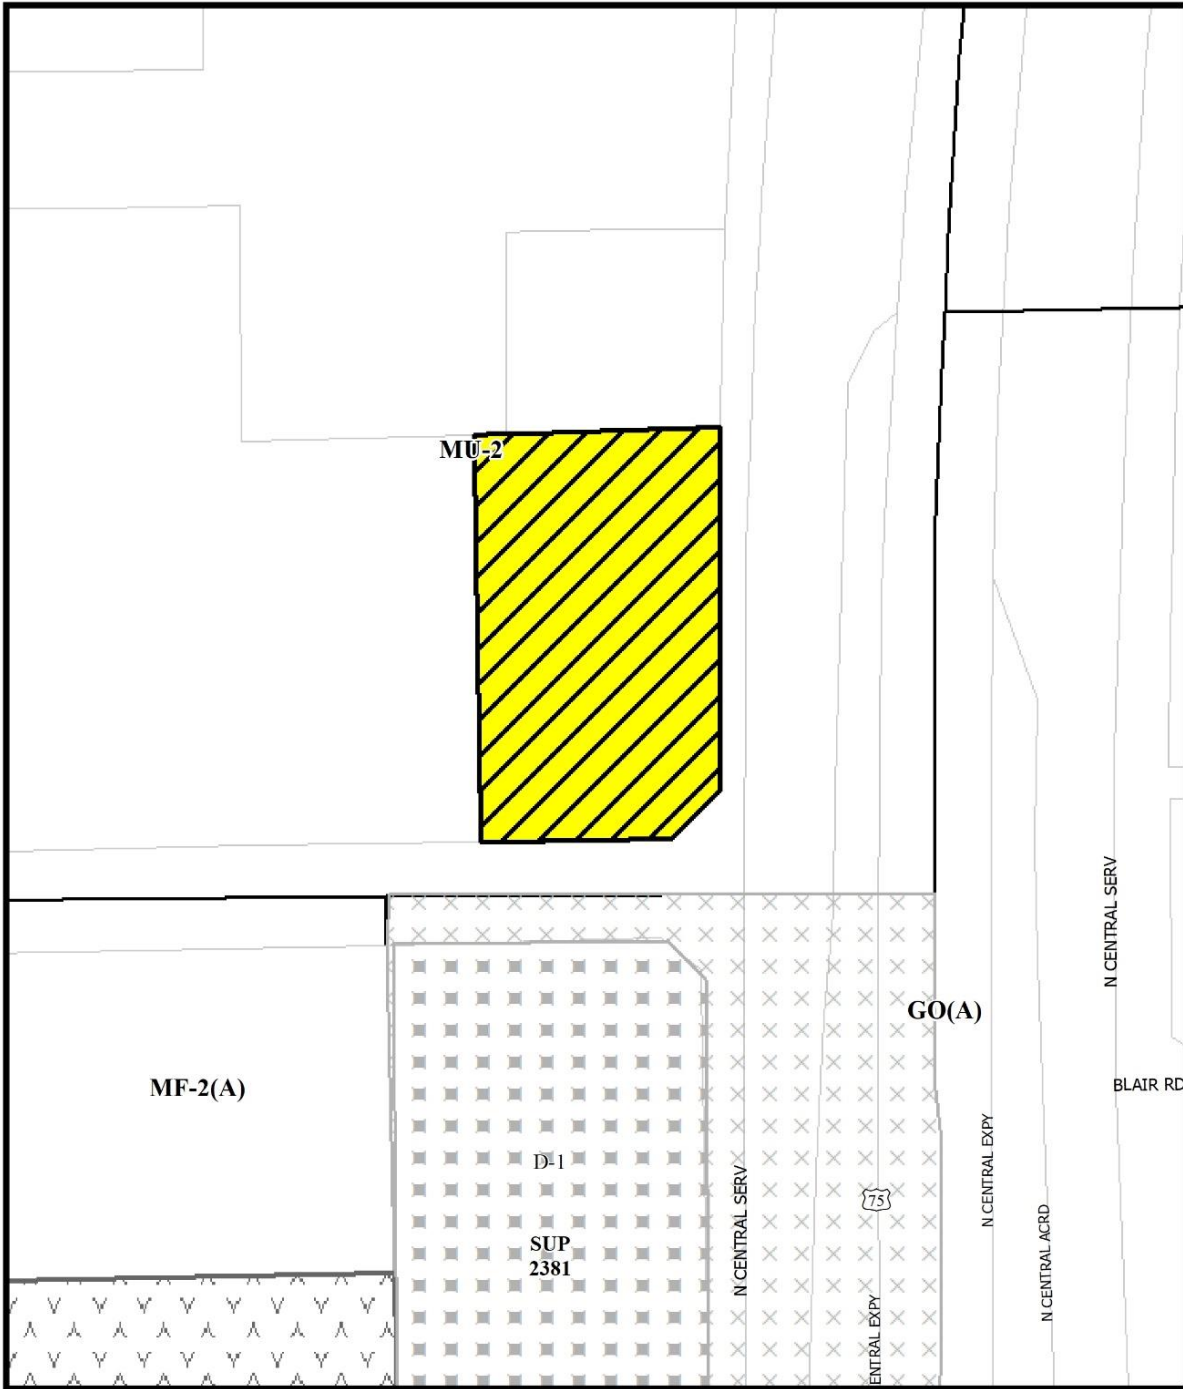 MU-2
N CENTRAL SERV
GO(A)
MF-2(A)
BLAIR RD
D-1
N CENTRAL SERV
75
N CENTRAL EXPY
N CENTRAL ACRD
SUP
2381
ENTRAL EXPY